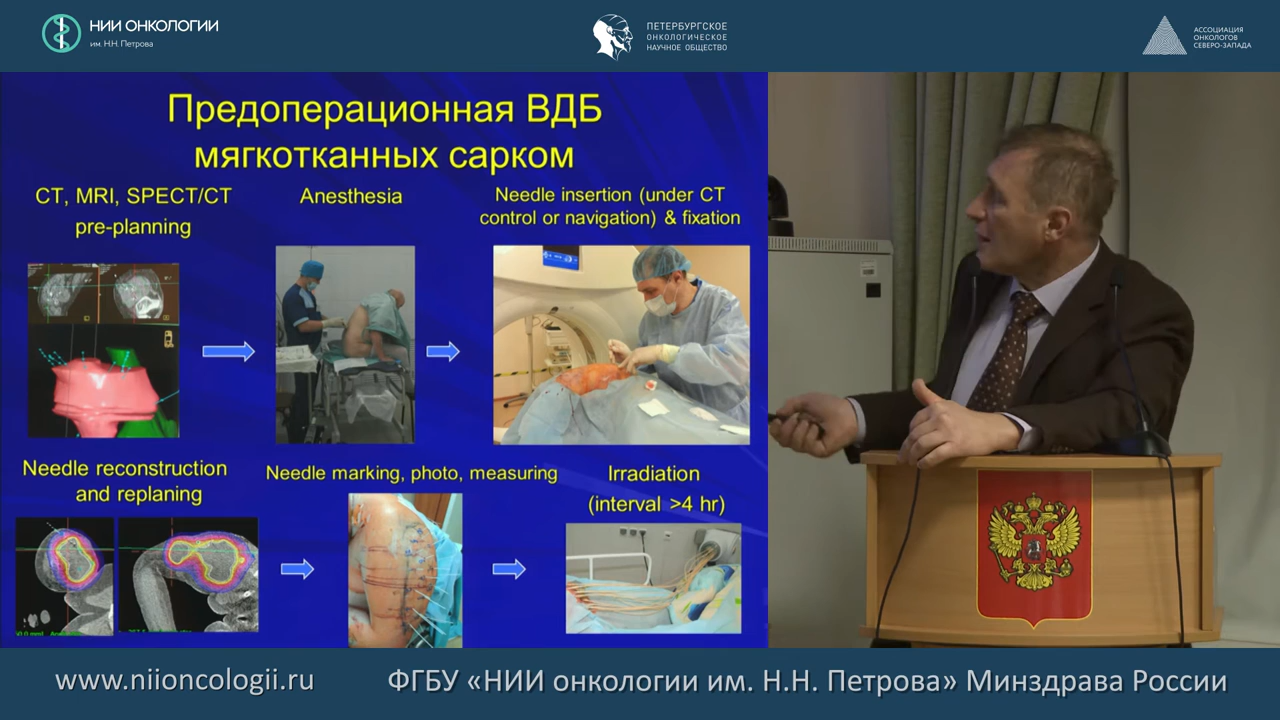 НИИ ОНКОЛОГИИ
им. Н.Н. Петрова
ПЕТЕРБУРГСКОЕ
ОНКОЛОГИЧЕСКОЕ
НАУЧНОЕ ОБЩЕСТВО
АССОЦИАЦИЯ
ОНКОЛОГОВ
СЕВЕРО-ЗАПАДА
Предоперационная ВДБ
мягкотканных сарком
CT, MRI, SPECT/CT
pre-planning
Anesthesia
Needle insertion (under CT
control or navigation) & fixation
Needle reconstruction
and replaning
Needle marking, photo, measuring
Irradiation
(interval >4 hr)
www.niioncologii.ru
ФГБУ «НИИ онкологии им. Н.Н. Петрова» Минздрава России